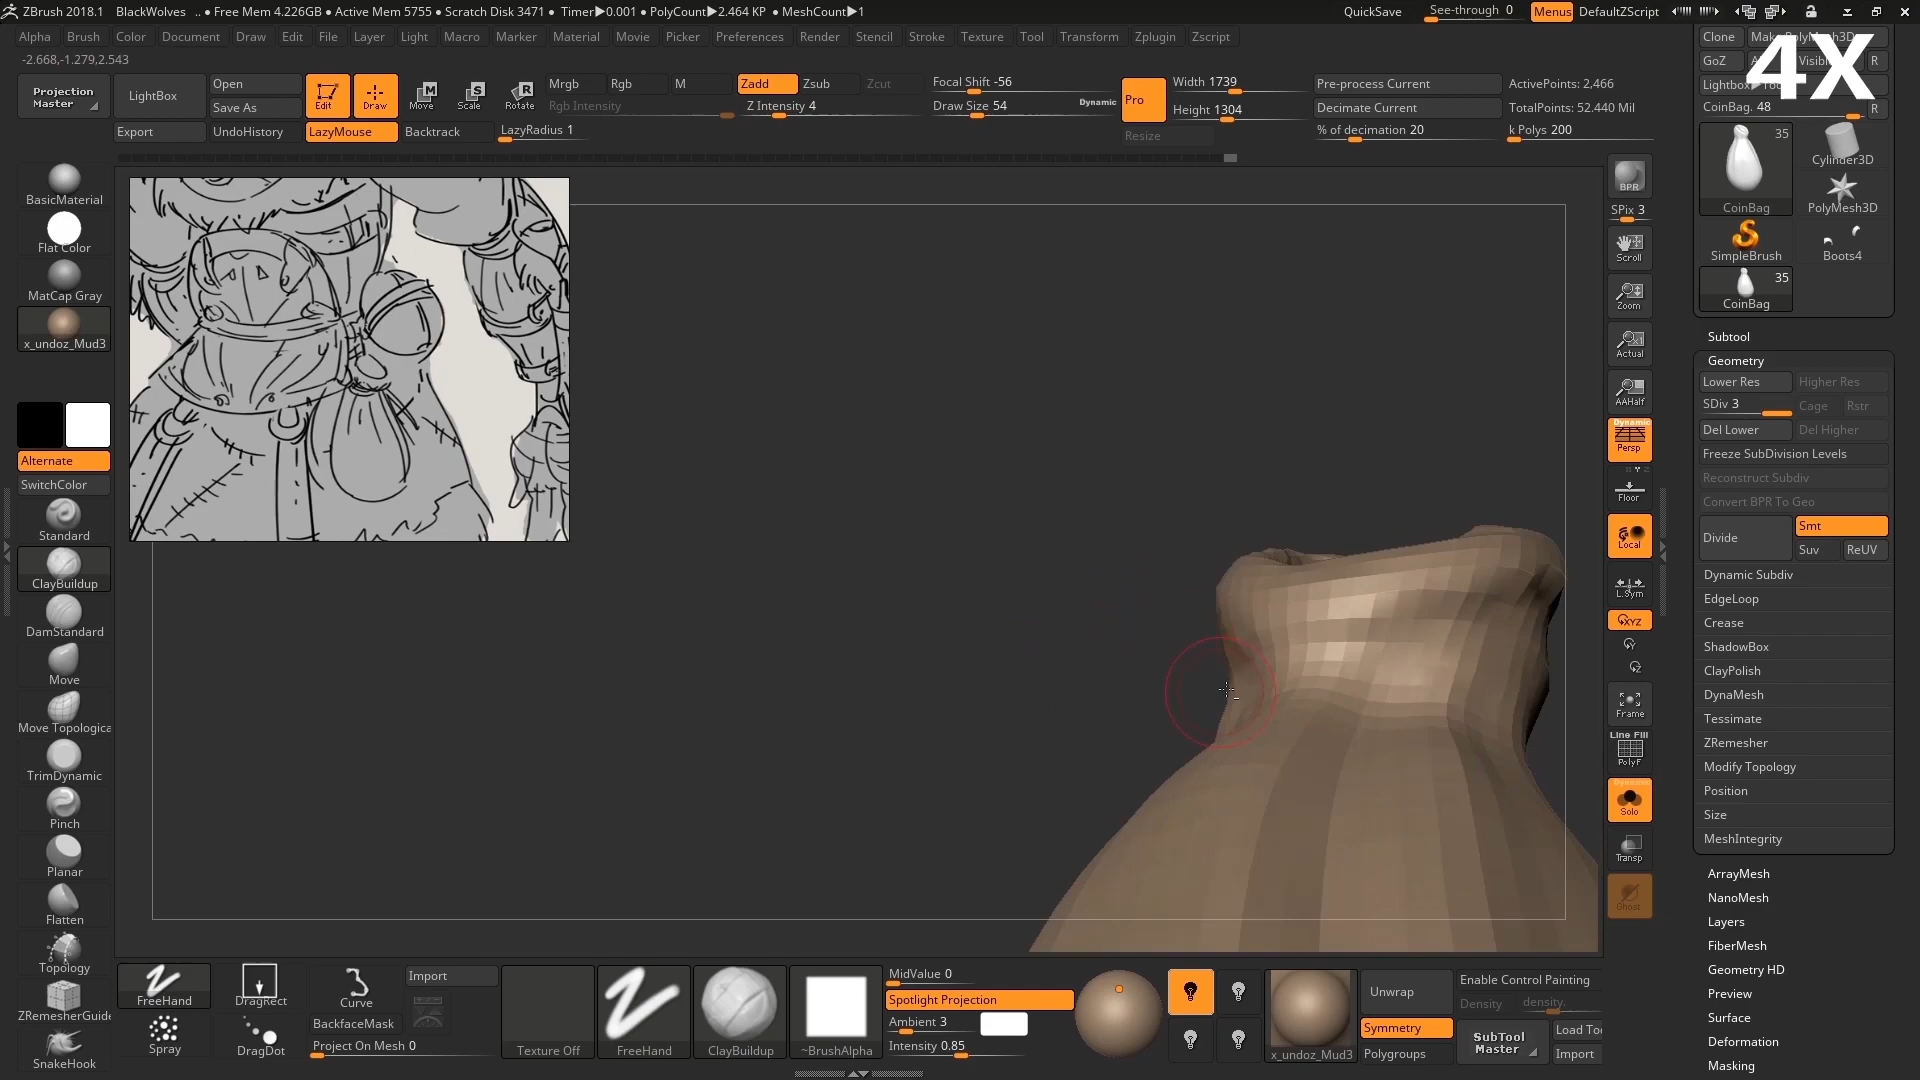 ZBrush 2018.1 BlackWolves .. • Free Mem 4.226GB • Active Mem 5755 • Scratch Disk 3471 • Timer▶0.001 • PolyCount▶2.464 KP • MeshCount▶1 QuickSave See-through 0 Menus DefaultZScript
Alpha Brush Color Document Draw Edit File Layer Light Macro Marker Material Movie Picker Preferences Render Stencil Stroke Texture Tool Transform Zplugin Zscript
-2.668,-1.279,2.543
4X
Projection Master
LightBox
Open
Save As
Export
UndoHistory
Edit
Draw
Move
Scale
Rotate
LazyMouse
Backtrack
LazyRadius 1
Mrgb Rgb M
Rgb Intensity
Zadd Zsub Zcut
Z Intensity 4
Focal Shift -56
Draw Size 54 Dynamic
Pro
Width 1739
Height 1304
Resize
Pre-process Current
Decimate Current
% of decimation 20
ActivePoints: 2,466
TotalPoints: 52.440 Mil
k Polys 200
BasicMaterial
Flat Color
MatCap Gray
x_undoz_Mud3
Alternate
SwitchColor
Standard
ClayBuildup
DamStandard
Move
Move Topologica
TrimDynamic
Pinch
Planar
Flatten
Topology
ZRemesherGuide
SnakeHook
BPR
SPix 3
Scroll
Zoom
Actual
AAHalf
Dynamic
Persp
Floor
Local
L.Sym
XYZ
Frame
Line Fill
PolyF
Dynamic
Solo
Transp
Ghost
Clone
GoZ
Visib
R
CoinBag. 48 R
35
CoinBag
Cylinder3D
PolyMesh3D
SimpleBrush
Boots4
35
CoinBag
Subtool
Geometry
Lower Res Higher Res
SDiv 3 Cage Rstr
Del Lower Del Higher
Freeze SubDivision Levels
Reconstruct Subdiv
Convert BPR To Geo
Divide
Smt
Suv ReUV
Dynamic Subdiv
EdgeLoop
Crease
ShadowBox
ClayPolish
DynaMesh
Tessimate
ZRemesher
Modify Topology
Position
Size
MeshIntegrity
ArrayMesh
NanoMesh
Layers
FiberMesh
Geometry HD
Preview
Surface
Deformation
Masking
FreeHand
DragRect
Curve
Import
Spray
DragDot
BackfaceMask
Project On Mesh 0
Texture Off
FreeHand
ClayBuildup
~BrushAlpha
MidValue 0
Spotlight Projection
Ambient 3
Intensity 0.85
x_undoz_Mud3
Unwrap
Symmetry
Polygroups
Enable Control Painting
Density density.
SubTool Master
Load Too
Import